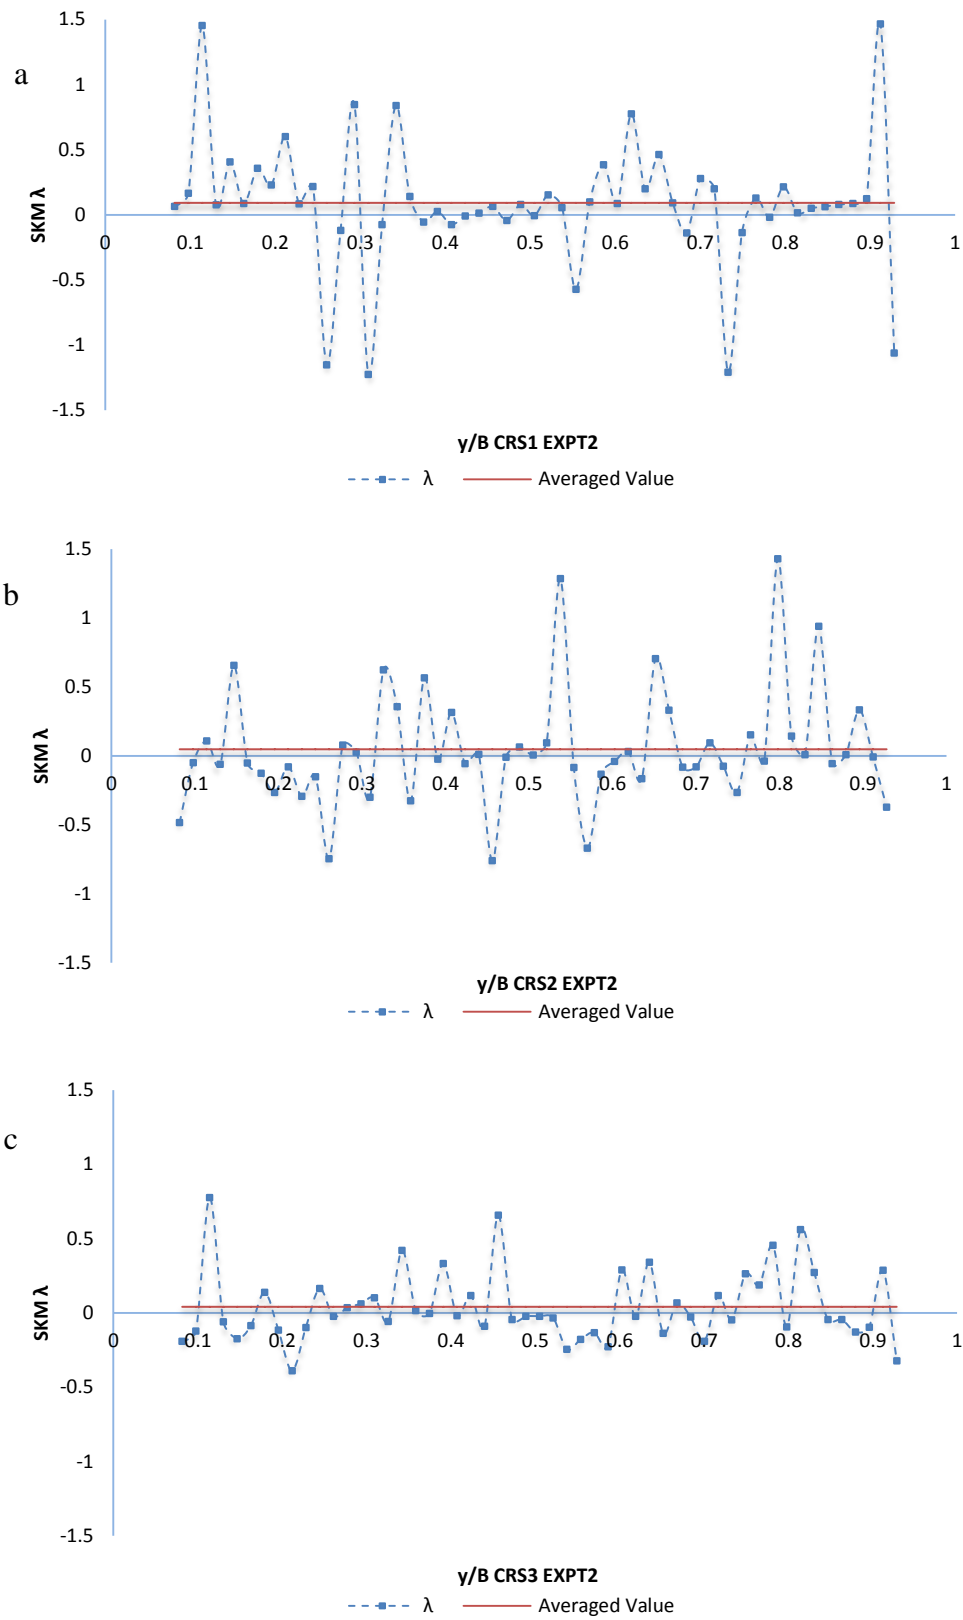 a
1.5
1
0.5
0
-0.5
-1
-1.5
SKM λ
0 0.1 0.2 0.3 0.4 0.5 0.6 0.7 0.8 0.9 1
y/B CRS1 EXPT2
λ Averaged Value
b
1.5
1
0.5
0
-0.5
-1
-1.5
SKM λ
0 0.1 0.2 0.3 0.4 0.5 0.6 0.7 0.8 0.9 1
y/B CRS2 EXPT2
λ Averaged Value
c
1.5
1
0.5
0
-0.5
-1
-1.5
SKM λ
0 0.1 0.2 0.3 0.4 0.5 0.6 0.7 0.8 0.9 1
y/B CRS3 EXPT2
λ Averaged Value